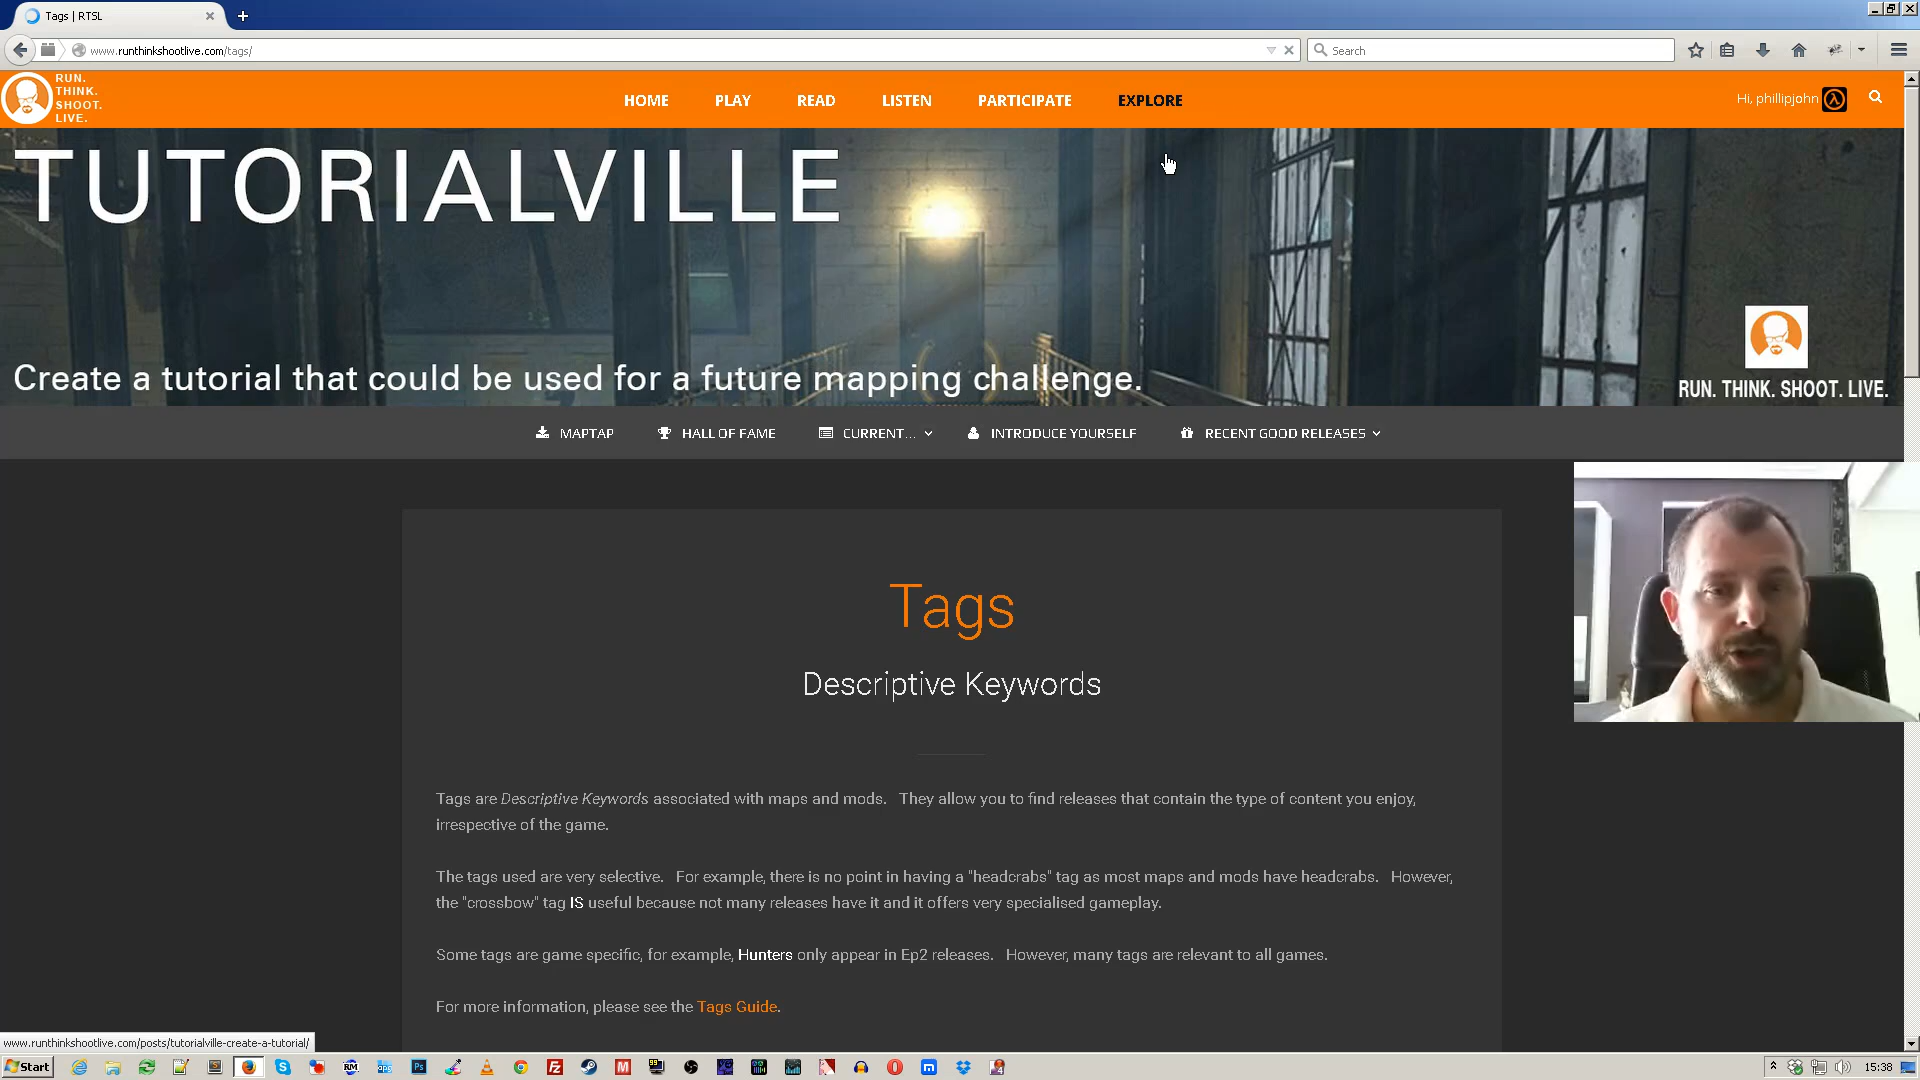 Tags | RTSL
www.runthinkshootlive.com/tags/
Search
RUN.
THINK.
SHOOT.
LIVE.
HOME PLAY READ LISTEN PARTICIPATE EXPLORE
Hi, phillipjohn
TUTORIALVILLE
Create a tutorial that could be used for a future mapping challenge.
RUN. THINK. SHOOT. LIVE.
MAPTAP HALL OF FAME CURRENT... INTRODUCE YOURSELF RECENT GOOD RELEASES
Tags
Descriptive Keywords
Tags are Descriptive Keywords associated with maps and mods. They allow you to find releases that contain the type of content you enjoy,
irrespective of the game.
The tags used are very selective. For example, there is no point in having a "headcrabs" tag as most maps and mods have headcrabs. However,
the "crossbow" tag IS useful because not many releases have it and it offers very specialised gameplay.
Some tags are game specific, for example, Hunters only appear in Ep2 releases. However, many tags are relevant to all games.
For more information, please see the Tags Guide.
www.runthinkshootlive.com/posts/tutorialville-create-a-tutorial/
Start
15:38